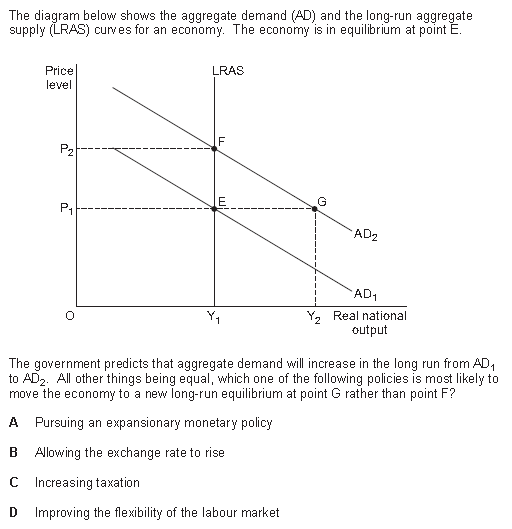 The diagram below shows the aggregate demand (AD) and the long-run aggregate
supply (LRAS) curves for an economy. The economy is in equilibrium at point E.
Price
level
LRAS
P₂
F
P₁
E
G
AD₂
AD₁
O
Y₁
Y₂
Real national
output
The government predicts that aggregate demand will increase in the long run from AD₁
to AD₂. All other things being equal, which one of the following policies is most likely to
move the economy to a new long-run equilibrium at point G rather than point F?
A Pursuing an expansionary monetary policy
B Allowing the exchange rate to rise
C Increasing taxation
D Improving the flexibility of the labour market